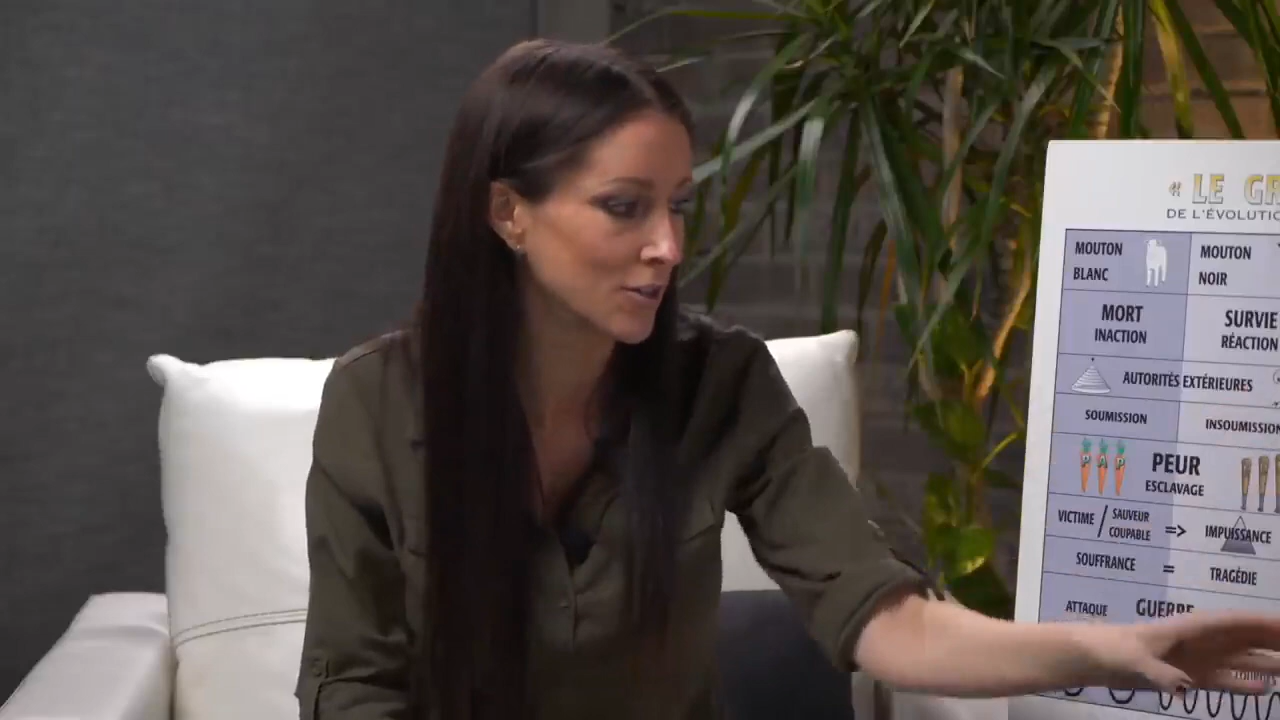 « LE GR
DE L'ÉVOLUTIO
MOUTON BLANC
MOUTON NOIR
MORT
INACTION
SURVIE
RÉACTION
AUTORITÉS EXTÉRIEURES
SOUMISSION
INSOUMISSION
P A P
PEUR
ESCLAVAGE
VICTIME / SAUVEUR COUPABLE => IMPUISSANCE
SOUFFRANCE = TRAGÉDIE
ATTAQUE GUERRE